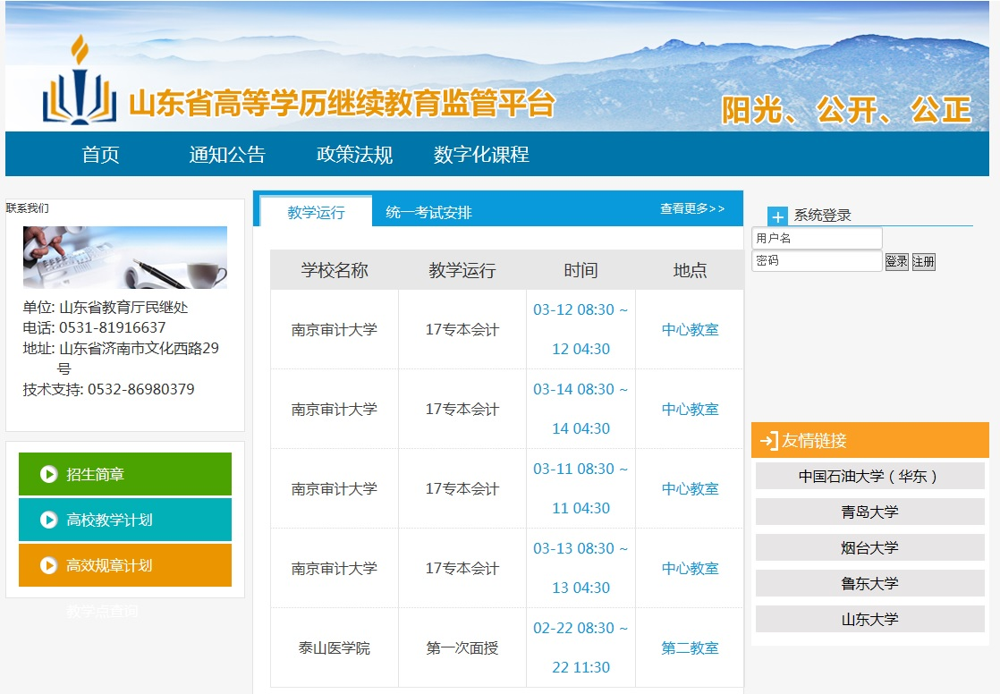 山东省高等学历继续教育监管平台
阳光、公开、公正
首页 通知公告 政策法规 数字化课程
联系我们
单位: 山东省教育厅民继处
电话: 0531-81916637
地址: 山东省济南市文化西路29
号
技术支持: 0532-86980379
招生简章
高校教学计划
高效规章计划
教学点查询
教学运行 统一考试安排 查看更多>>
学校名称 教学运行 时间 地点
南京审计大学 17专本会计 03-12 08:30 ~
12 04:30 中心教室
南京审计大学 17专本会计 03-14 08:30 ~
14 04:30 中心教室
南京审计大学 17专本会计 03-11 08:30 ~
11 04:30 中心教室
南京审计大学 17专本会计 03-13 08:30 ~
13 04:30 中心教室
泰山医学院 第一次面授 02-22 08:30 ~
22 11:30 第二教室
系统登录
用户名
密码 登录 注册
友情链接
中国石油大学（华东）
青岛大学
烟台大学
鲁东大学
山东大学